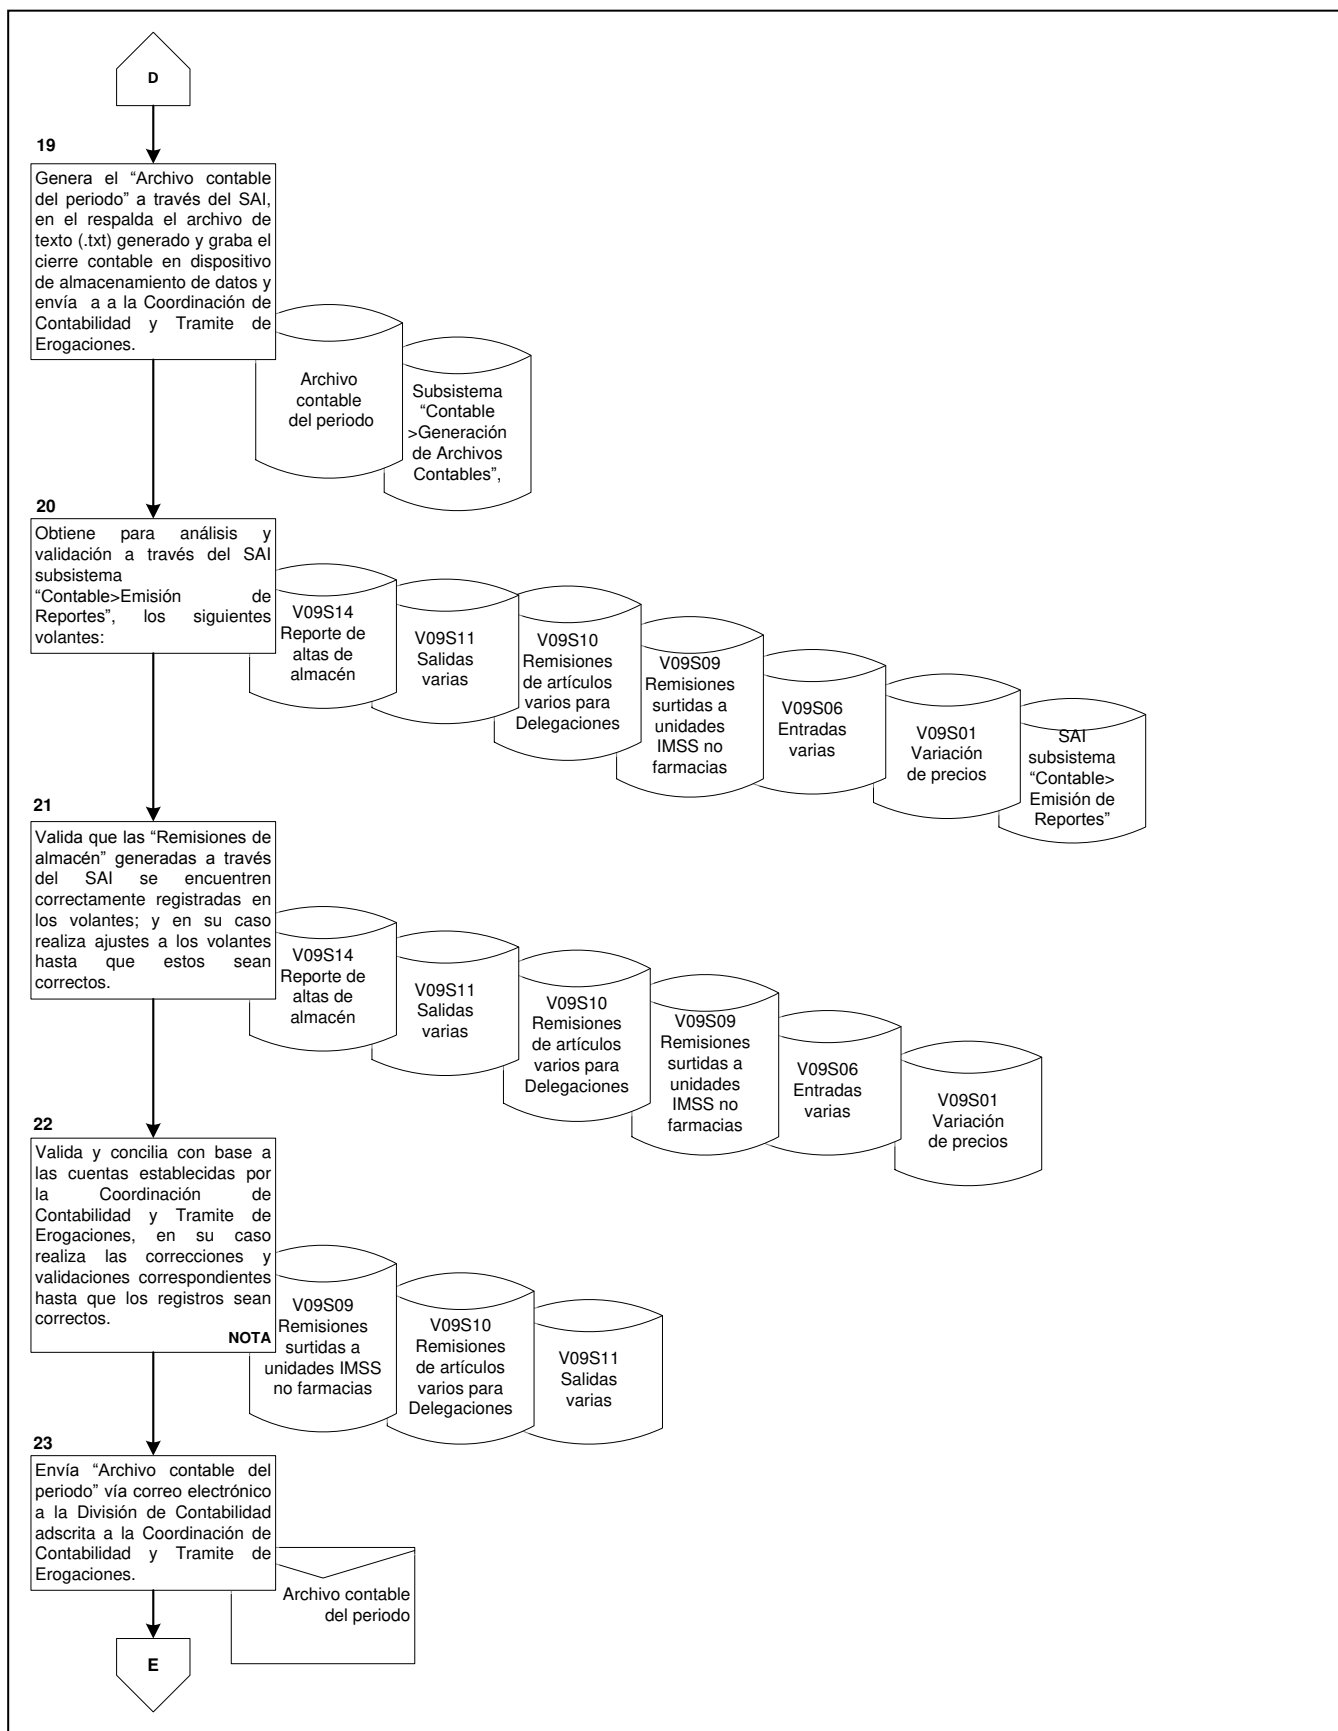 D
19
Genera el “Archivo contable
del periodo” a través del SAI,
en el respalda el archivo de
texto (.txt) generado y graba el
cierre contable en dispositivo
de almacenamiento de datos y
envía a a la Coordinación de
Contabilidad y Tramite de
Erogaciones.
Archivo
contable
del periodo
Subsistema
“Contable
>Generación
de Archivos
Contables”,
20
Obtiene para análisis y
validación a través del SAI
subsistema
“Contable>Emisión de
Reportes”, los siguientes
volantes:
V09S14
Reporte de
altas de
almacén
V09S11
Salidas
varias
V09S10
Remisiones
de artículos
varios para
Delegaciones
V09S09
Remisiones
surtidas a
unidades
IMSS no
farmacias
V09S06
Entradas
varias
V09S01
Variación
de precios
SAI
subsistema
“Contable>
Emisión de
Reportes”
21
Valida que las “Remisiones de
almacén” generadas a través
del SAI se encuentren
correctamente registradas en
los volantes; y en su caso
realiza ajustes a los volantes
hasta que estos sean
correctos.
V09S14
Reporte de
altas de
almacén
V09S11
Salidas
varias
V09S10
Remisiones
de artículos
varios para
Delegaciones
V09S09
Remisiones
surtidas a
unidades
IMSS no
farmacias
V09S06
Entradas
varias
V09S01
Variación
de precios
22
Valida y concilia con base a
las cuentas establecidas por
la Coordinación de
Contabilidad y Tramite de
Erogaciones, en su caso
realiza las correcciones y
validaciones correspondientes
hasta que los registros sean
correctos.
NOTA
V09S09
Remisiones
surtidas a
unidades IMSS
no farmacias
V09S10
Remisiones
de artículos
varios para
Delegaciones
V09S11
Salidas
varias
23
Envía “Archivo contable del
periodo” vía correo electrónico
a la División de Contabilidad
adscrita a la Coordinación de
Contabilidad y Tramite de
Erogaciones.
Archivo contable
del periodo
E